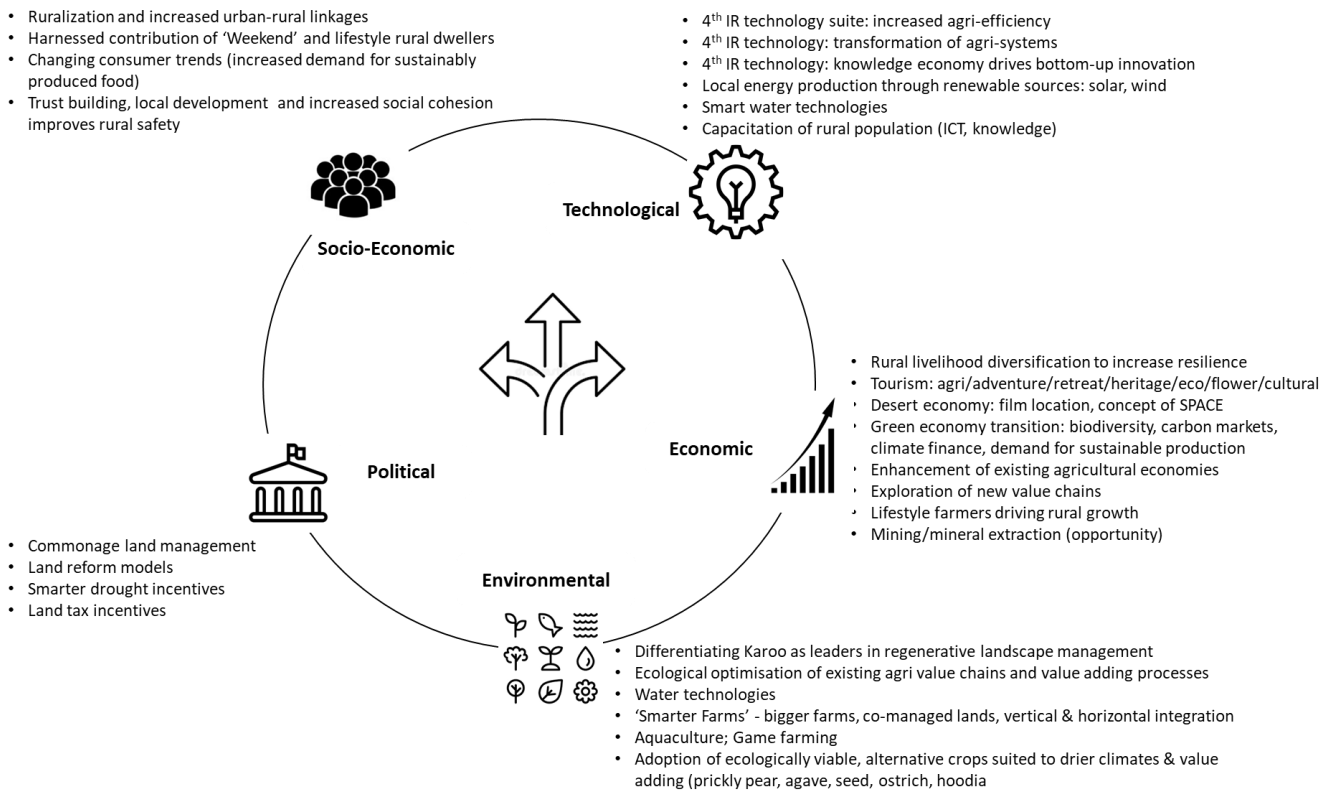 • Ruralization and increased urban-rural linkages
• Harnessed contribution of ‘Weekend’ and lifestyle rural dwellers
• Changing consumer trends (increased demand for sustainably
produced food)
• Trust building, local development and increased social cohesion
improves rural safety
• 4th IR technology suite: increased agri-efficiency
• 4th IR technology: transformation of agri-systems
• 4th IR technology: knowledge economy drives bottom-up innovation
• Local energy production through renewable sources: solar, wind
• Smart water technologies
• Capacitation of rural population (ICT, knowledge)
Technological
Socio-Economic
• Rural livelihood diversification to increase resilience
• Tourism: agri/adventure/retreat/heritage/eco/flower/cultural
• Desert economy: film location, concept of SPACE
• Green economy transition: biodiversity, carbon markets,
climate finance, demand for sustainable production
• Enhancement of existing agricultural economies
• Exploration of new value chains
• Lifestyle farmers driving rural growth
• Mining/mineral extraction (opportunity)
Economic
Political
• Commonage land management
• Land reform models
• Smarter drought incentives
• Land tax incentives
Environmental
• Differentiating Karoo as leaders in regenerative landscape management
• Ecological optimisation of existing agri value chains and value adding processes
• Water technologies
• ‘Smarter Farms’ - bigger farms, co-managed lands, vertical & horizontal integration
• Aquaculture; Game farming
• Adoption of ecologically viable, alternative crops suited to drier climates & value
adding (prickly pear, agave, seed, ostrich, hoodia